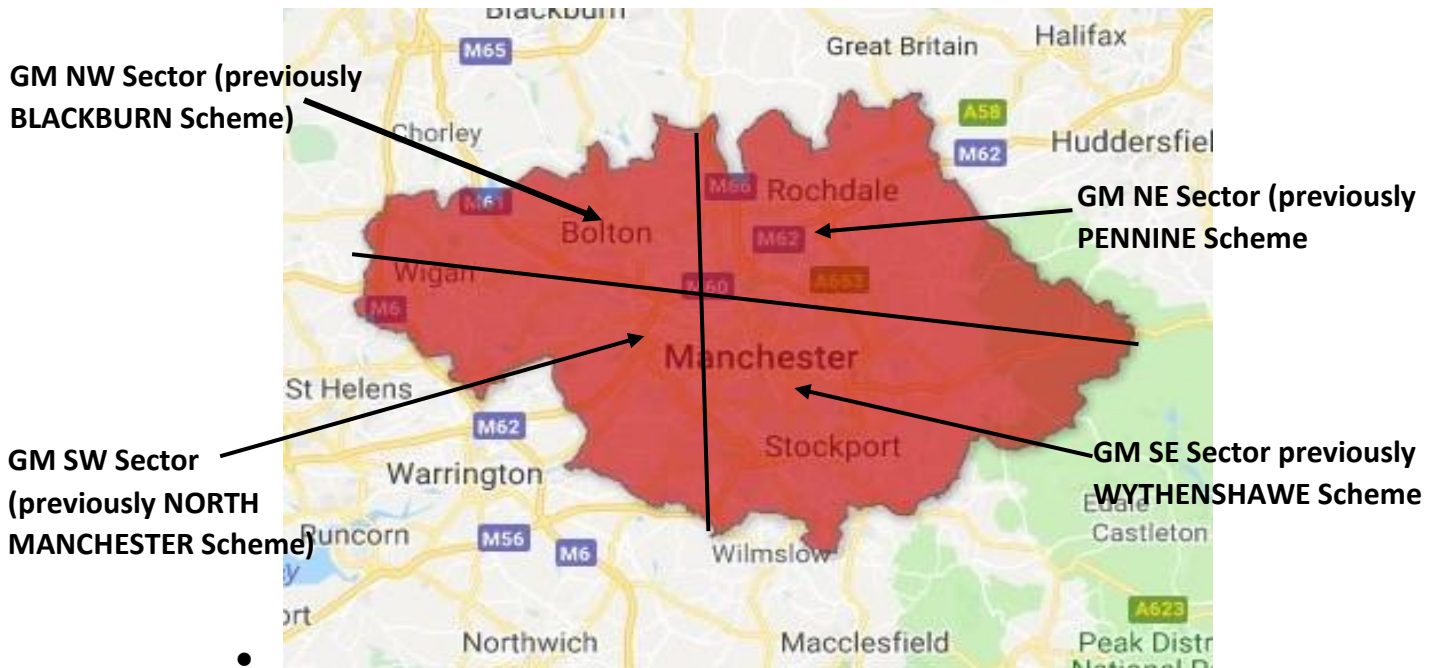 Blackburn
Great Britain
Halifax
M65
GM NW Sector (previously
BLACKBURN Scheme)
A58
Chorley
Huddersfiel
M62
M66
Rochdale
M61
GM NE Sector (previously
PENNINE Scheme
Bolton
M62
Wigan
M60
A663
M6
Manchester
St Helens
M62
Stockport
GM SW Sector
(previously NORTH
MANCHESTER Scheme)
GM SE Sector previously
WYTHENSHAWE Scheme
Warrington
Edale
Castleton
Runcorn
M56
M6
Wilmslow
A623
ort
Northwich
Macclesfield
Peak Distr
National P
•